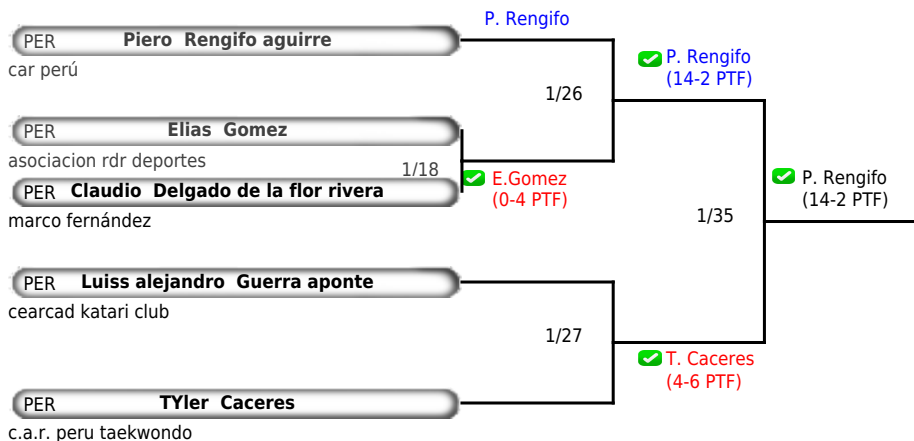 P. Rengifo
PER Piero Rengifo aguirre
car perú
P. Rengifo
(14-2 PTF)
1/26
PER Elias Gomez
asociacion rdr deportes
1/18
E.Gomez
(0-4 PTF)
PER Claudio Delgado de la flor rivera
marco fernández
P. Rengifo
(14-2 PTF)
1/35
PER Luiss alejandro Guerra aponte
cearcad katari club
1/27
T. Caceres
(4-6 PTF)
PER TYler Caceres
c.a.r. peru taekwondo